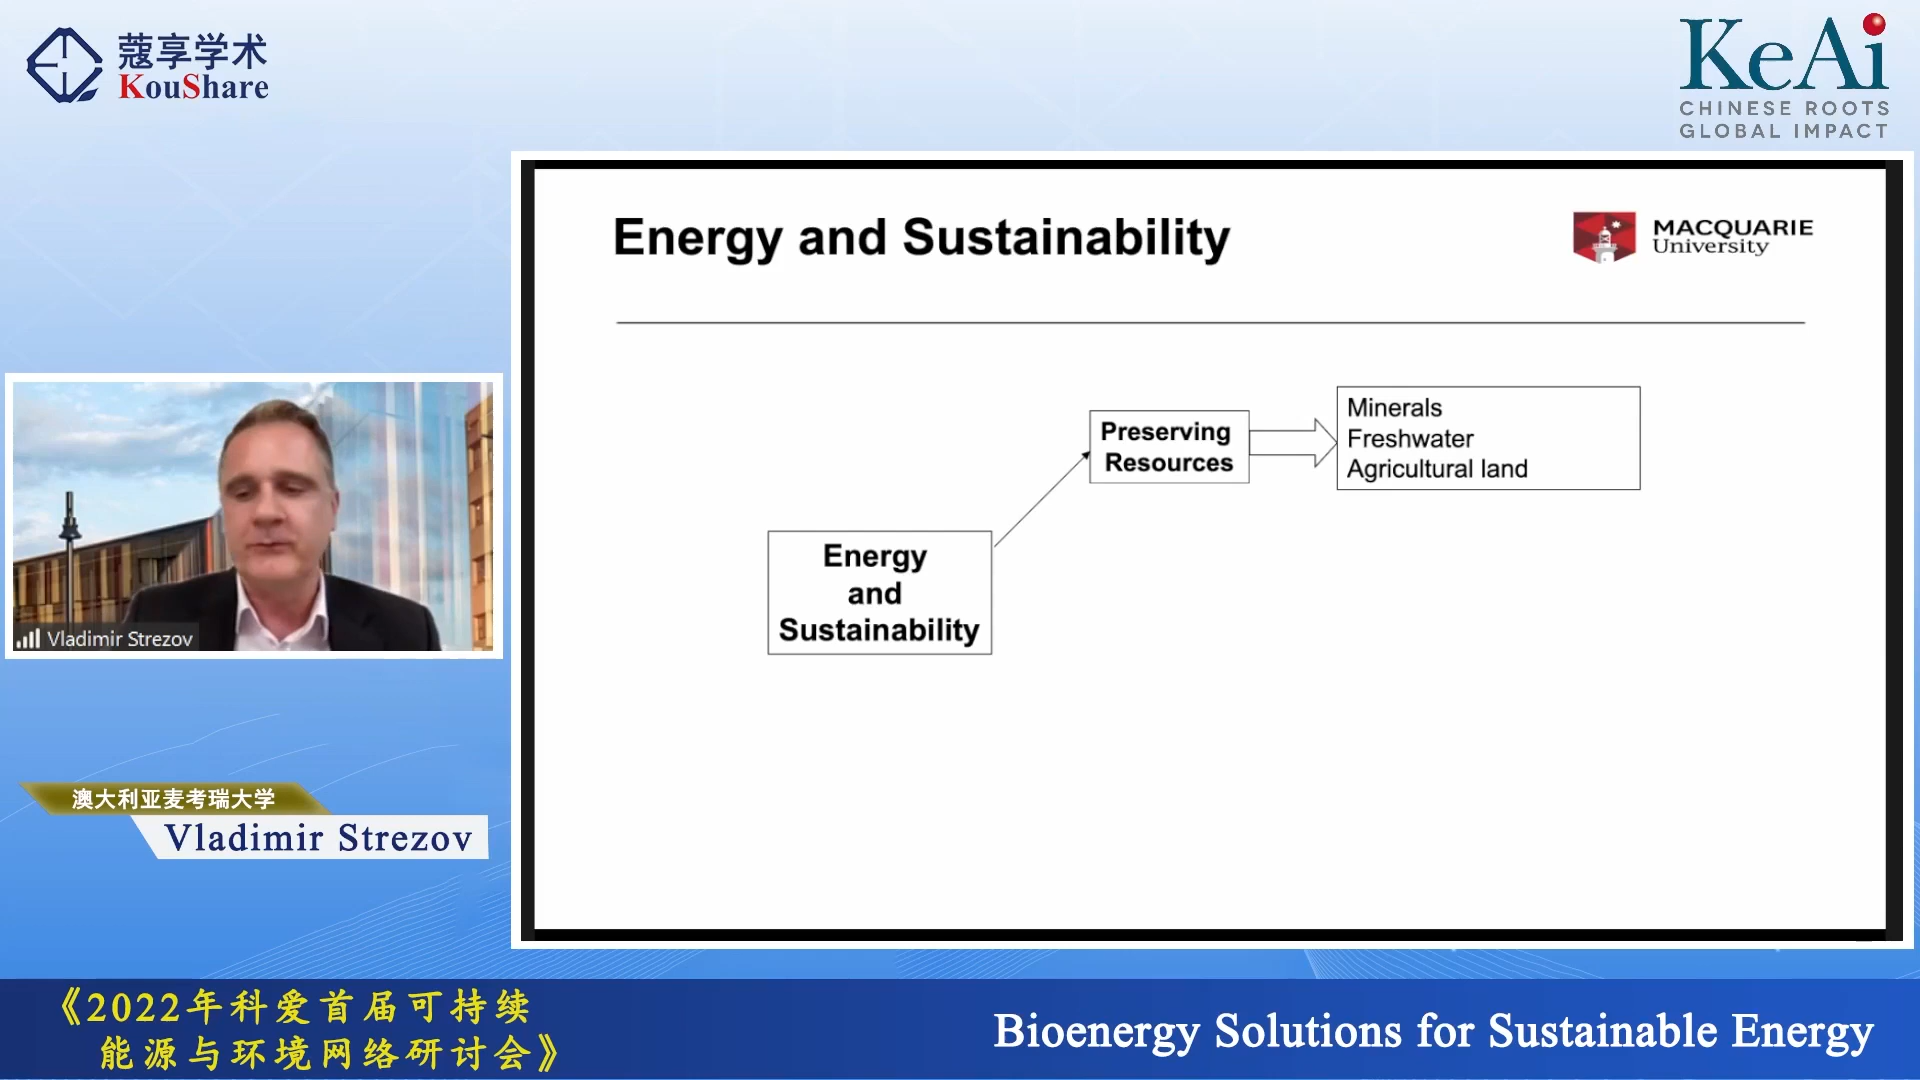 蔻享学术
KouShare
KeAi
CHINESE ROOTS
GLOBAL IMPACT
Energy and Sustainability
MACQUARIE
University
Preserving
Resources
Minerals
Freshwater
Agricultural land
Energy
and
Sustainability
Vladimir Strezov
澳大利亚麦考瑞大学
Vladimir Strezov
《2022年科爱首届可持续
能源与环境网络研讨会》
Bioenergy Solutions for Sustainable Energy